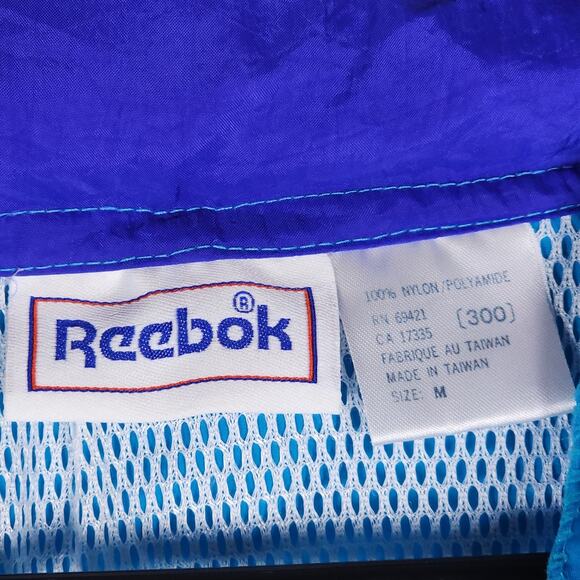 Reebok®
100% NYLON/POLYAMIDE
RN 69421
CA 17335 (300)
FABRIQUE AU TAIWAN
MADE IN TAIWAN
SIZE: M